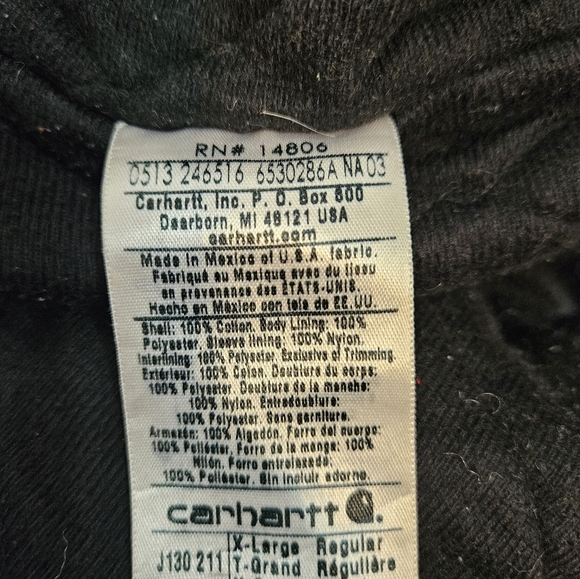 RN# 14806
0513 246516 6530286A NA03
Carhartt, Inc. P. O. Box 600
Dearborn, MI 48121 USA
carhartt.com
Made in Mexico of U.S.A. fabric.
Fabriqué au Mexique avec du tissu
en provenance des ÉTATS-UNIS.
Hecho en México con tela de EE.UU.
Shell: 100% Cotton. Body Lining: 100%
Polyester. Sleeve lining: 100% Nylon.
Interlining: 100% Polyester. Exclusive of Trimming.
Extérieur: 100% Coton. Doublure du corps:
100% Polyester. Doublure de la manche:
100% Nylon. Entredoublure:
100% Polyester. Sans garniture.
Armazón: 100% Algodón. Forro del cuerpo:
100% Poliéster. Forro de la manga: 100%
Nilón. Forro entrelazado:
100% Poliéster. Sin incluir adorno.
carhartt
J130 211 X-Large Regular
T-Grand Régulière